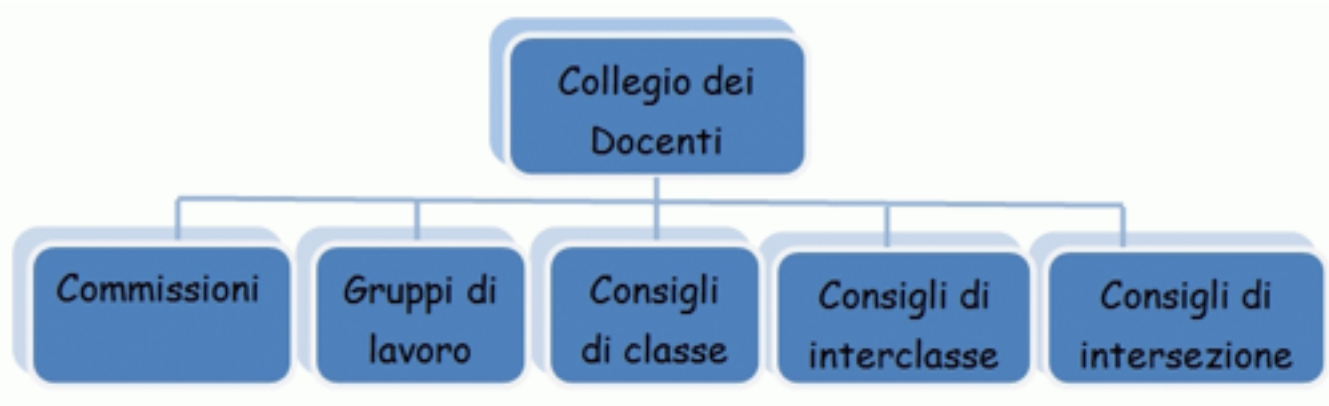 Collegio dei
Docenti
Commissioni
Gruppi di
lavoro
Consigli
di classe
Consigli di
interclasse
Consigli di
intersezione